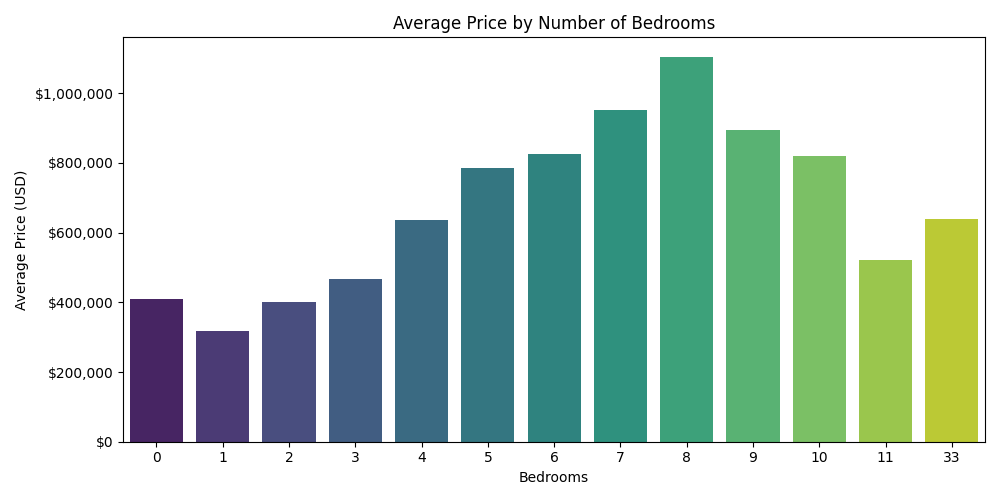 Average Price by Number of Bedrooms
$1,000,000
$800,000
$600,000
$400,000
$200,000
$0
Average Price (USD)
0 1 2 3 4 5 6 7 8 9 10 11 33
Bedrooms